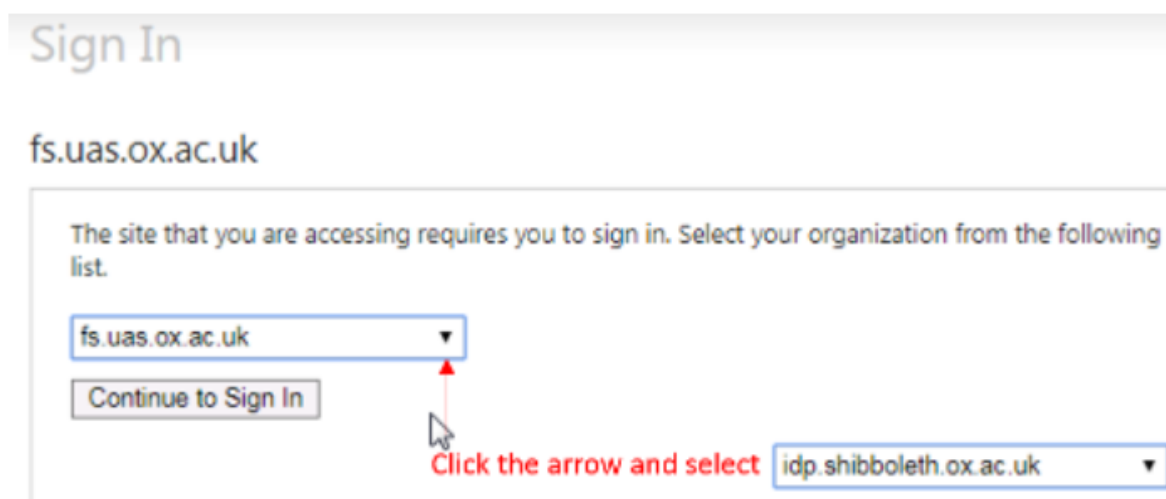 Sign In
fs.uas.ox.ac.uk
The site that you are accessing requires you to sign in. Select your organization from the following
list.
fs.uas.ox.ac.uk
Continue to Sign In
Click the arrow and select idp.shibboleth.ox.ac.uk